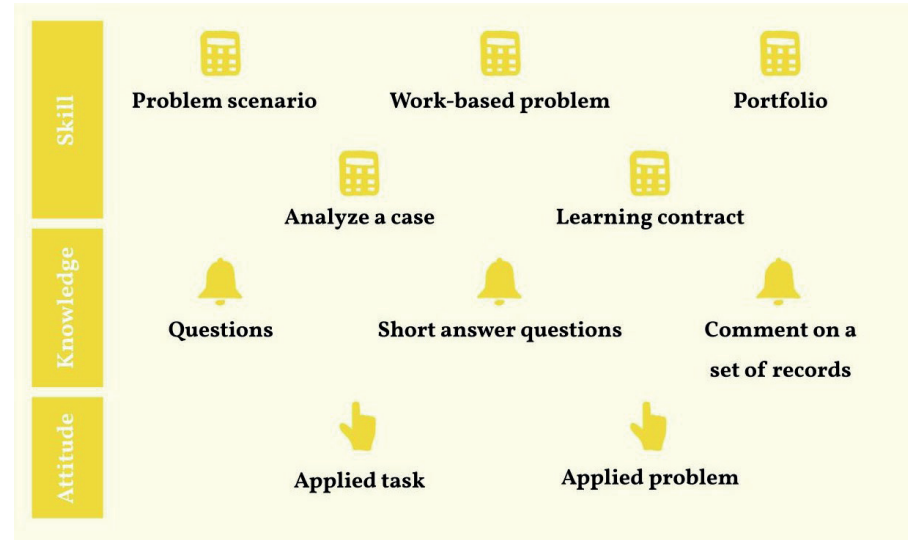 Skill
Problem scenario
Work-based problem
Portfolio
Analyze a case
Learning contract
Knowledge
Questions
Short answer questions
Comment on a
set of records
Attitude
Applied task
Applied problem